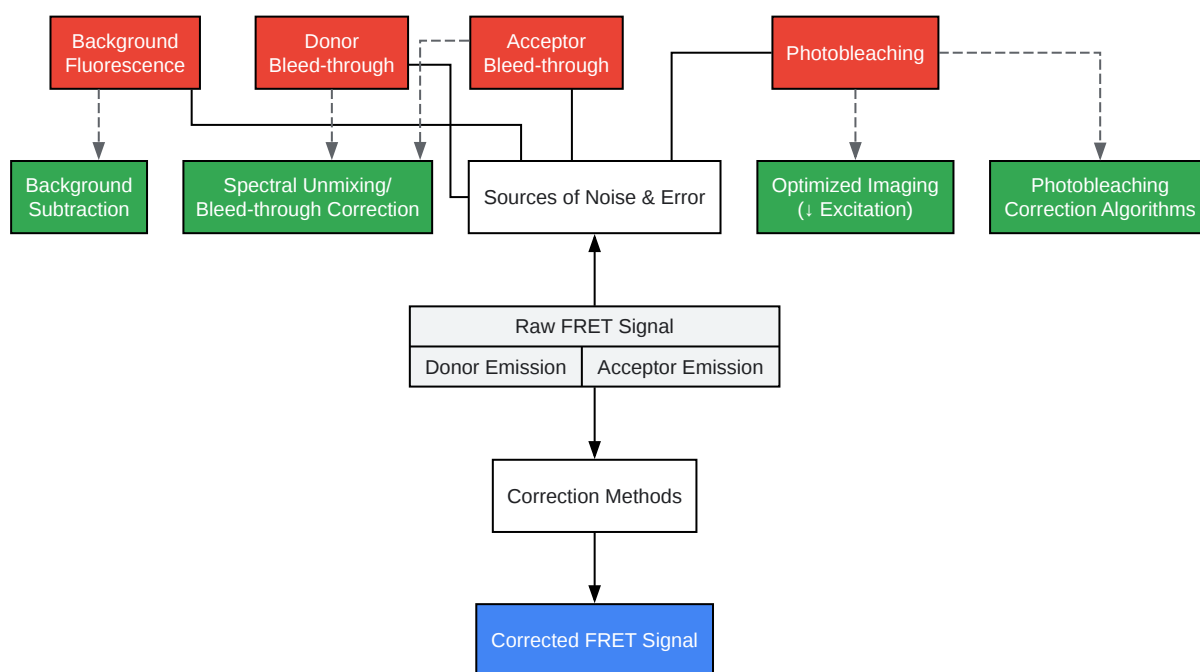 Background
Fluorescence
Donor
Bleed-through
Acceptor
Bleed-through
Photobleaching
Background
Subtraction
Spectral Unmixing/
Bleed-through Correction
Sources of Noise & Error
Optimized Imaging
(↓ Excitation)
Photobleaching
Correction Algorithms
Raw FRET Signal
Donor Emission
Acceptor Emission
Correction Methods
Corrected FRET Signal